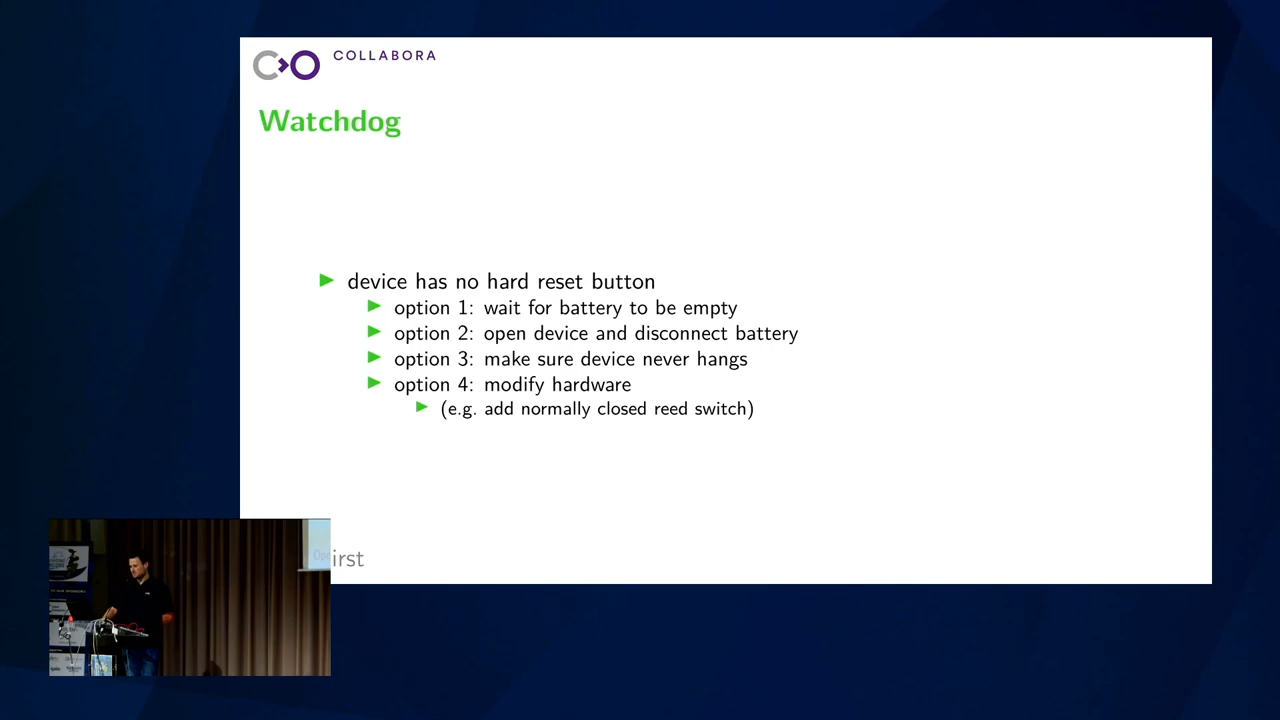 COLLABORA
Watchdog
device has no hard reset button
option 1: wait for battery to be empty
option 2: open device and disconnect battery
option 3: make sure device never hangs
option 4: modify hardware
(e.g. add normally closed reed switch)
irst